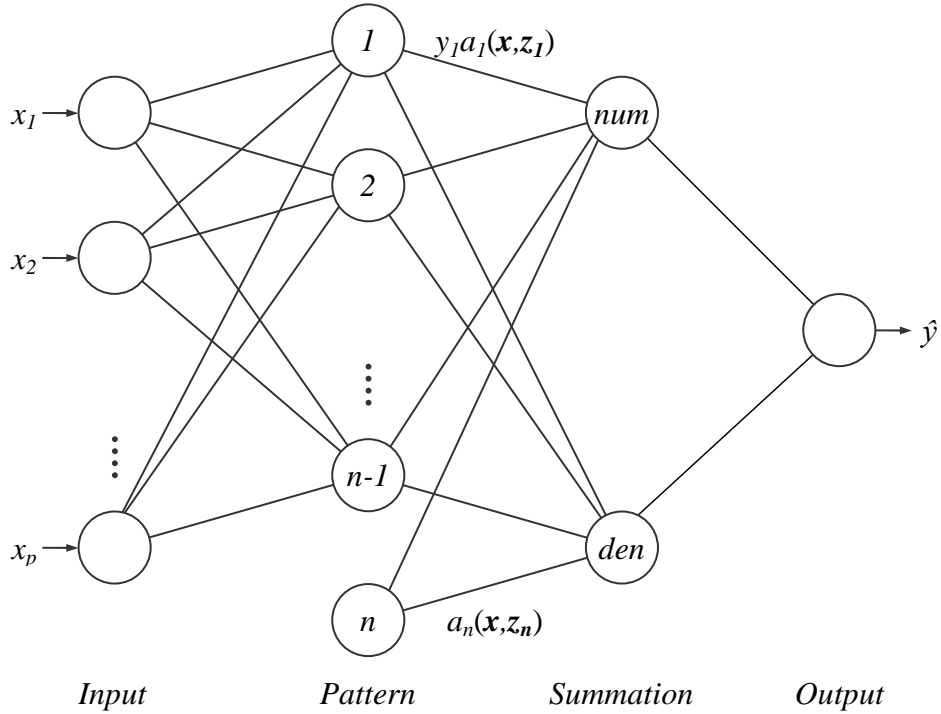 1
y₁a₁(x,z₁)
x₁
num
2
x₂
ŷ
n-1
xₚ
den
n
aₙ(x,zₙ)
Input Pattern Summation Output